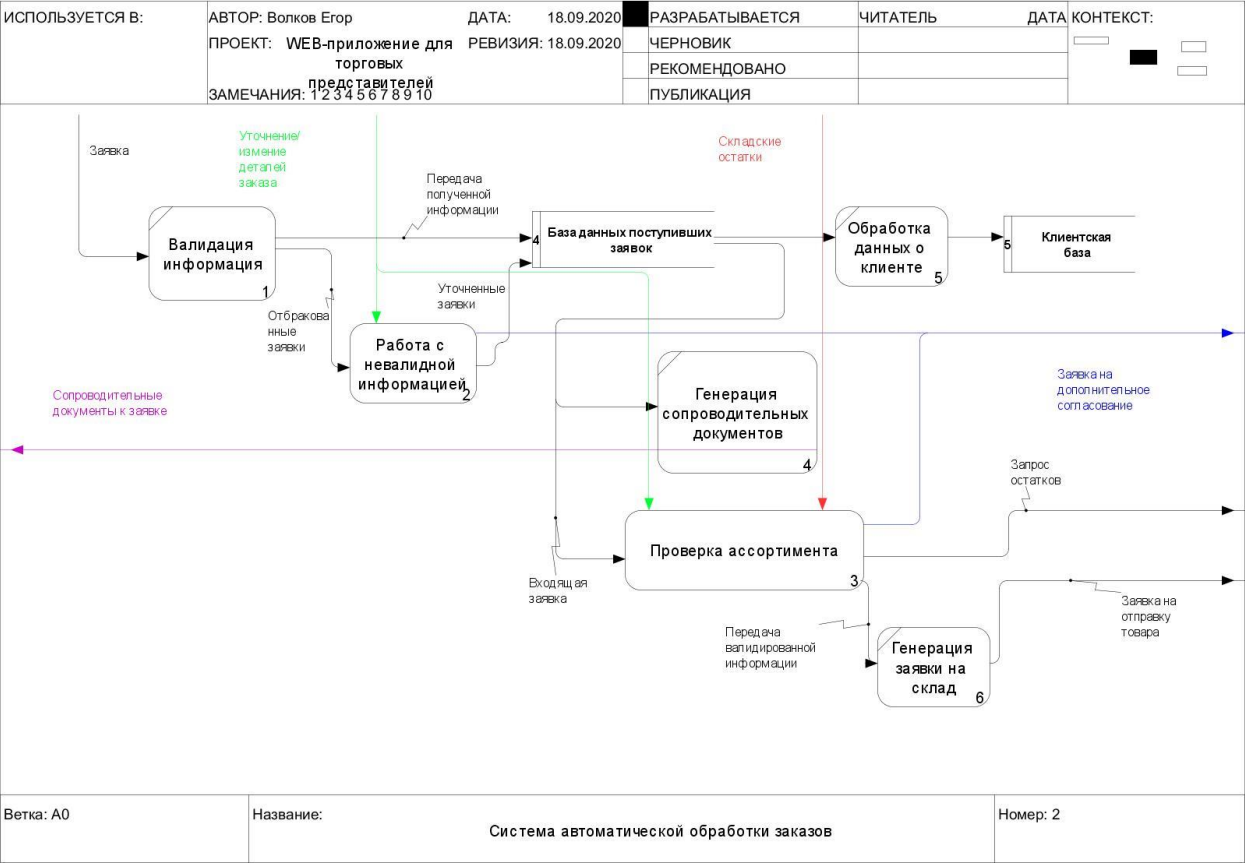 ИСПОЛЬЗУЕТСЯ В:
АВТОР: Волков Егор
ДАТА: 18.09.2020
РАЗРАБАТЫВАЕТСЯ
ЧИТАТЕЛЬ
ДАТА
КОНТЕКСТ:
ПРОЕКТ: WEB-приложение для
торговых
представителей
РЕВИЗИЯ: 18.09.2020
ЧЕРНОВИК
РЕКОМЕНДОВАНО
ЗАМЕЧАНИЯ: 1 2 3 4 5 6 7 8 9 10
ПУБЛИКАЦИЯ
Заявка
Уточнение/
измение
деталей
заказа
Складские
остатки
Передача
полученной
информации
Валидация
информация
1
4
База данных поступивших
заявок
Обработка
данных о
клиенте
5
5
Клиентская
база
Отбракова
нные
заявки
Уточненные
заявки
Работа с
невалидной
информацией
2
Сопроводительные
документы к заявке
Генерация
сопроводительных
документов
4
Заявка на
дополнительное
согласование
Запрос
остатков
Проверка ассортимента
3
Входящая
заявка
Заявка на
отправку
товара
Передача
валидированной
информации
Генерация
заявки на
склад
6
Ветка: A0
Название:
Система автоматической обработки заказов
Номер: 2